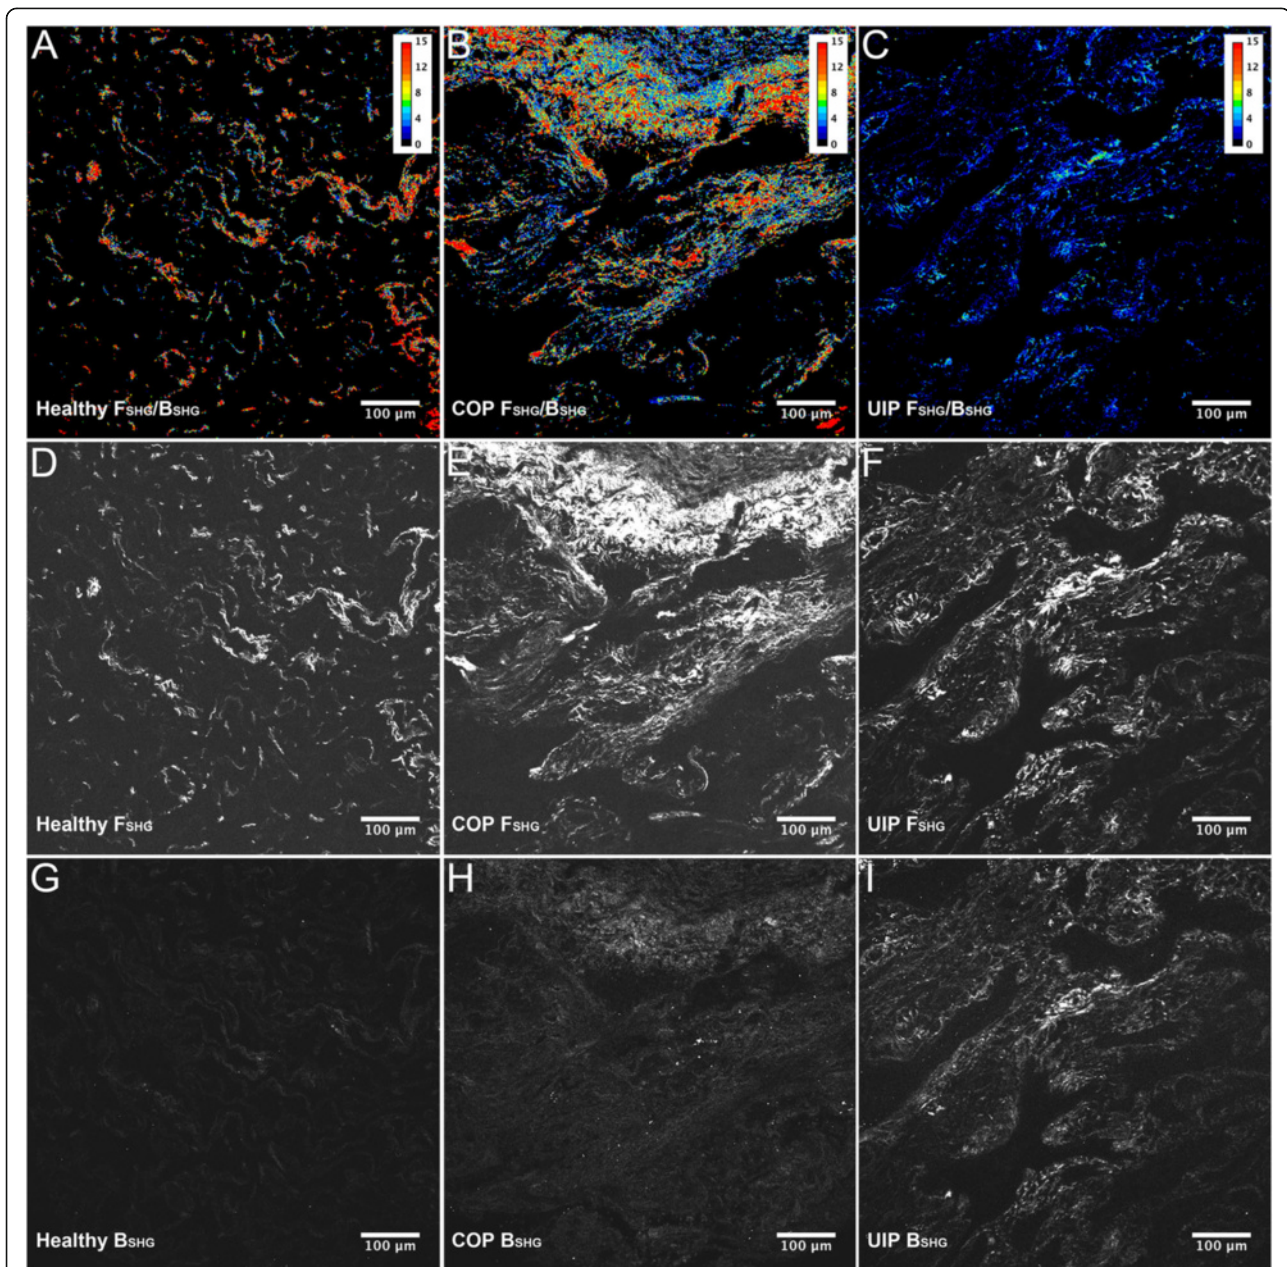 A
15
12
8
4
0
Healthy FSHG/BSHG
100 µm
B
15
12
8
4
0
COP FSHG/BSHG
100 µm
C
15
12
8
4
0
UIP FSHG/BSHG
100 µm
D
Healthy FSHG
100 µm
E
COP FSHG
100 µm
F
UIP FSHG
100 µm
G
Healthy BSHG
100 µm
H
COP BSHG
100 µm
I
UIP BSHG
100 µm